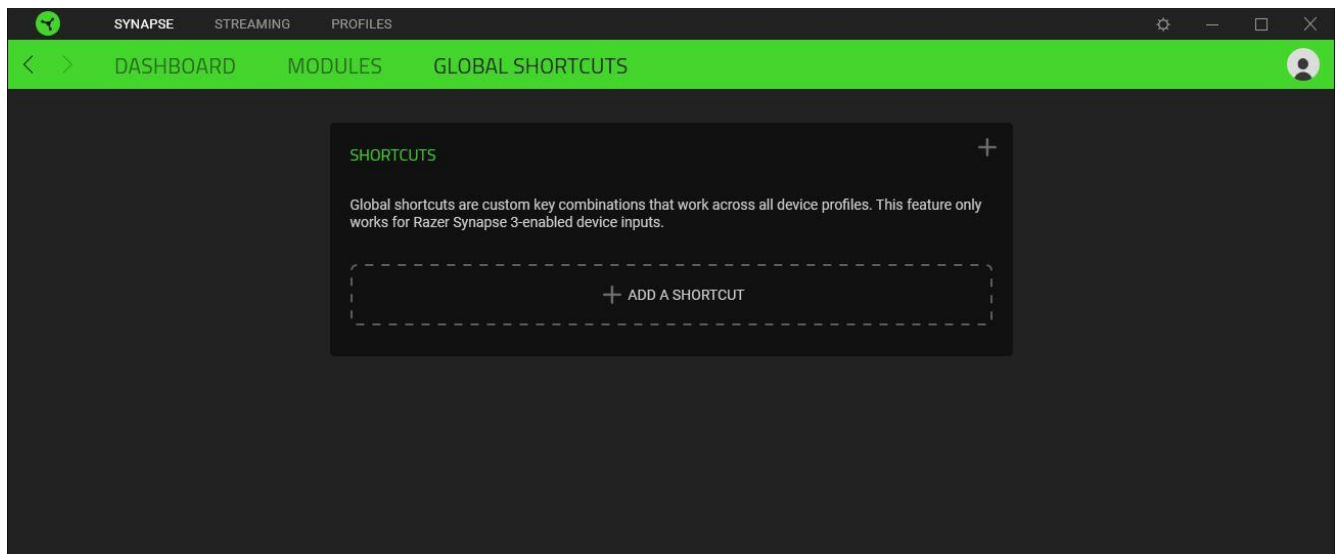 SYNAPSE STREAMING PROFILES
DASHBOARD MODULES GLOBAL SHORTCUTS
SHORTCUTS
Global shortcuts are custom key combinations that work across all device profiles. This feature only
works for Razer Synapse 3-enabled device inputs.
ADD A SHORTCUT